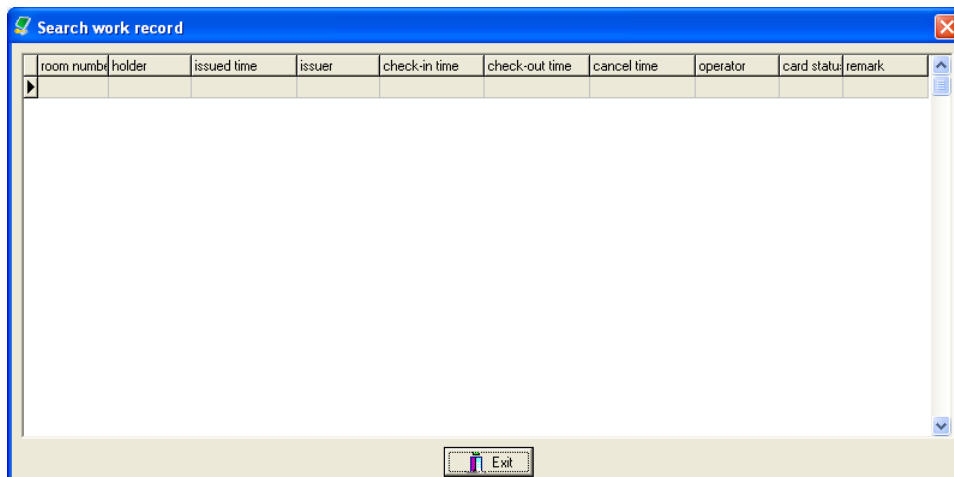 Search work record
room numbe holder issued time issuer check-in time check-out time cancel time operator card statu: remark
Exit